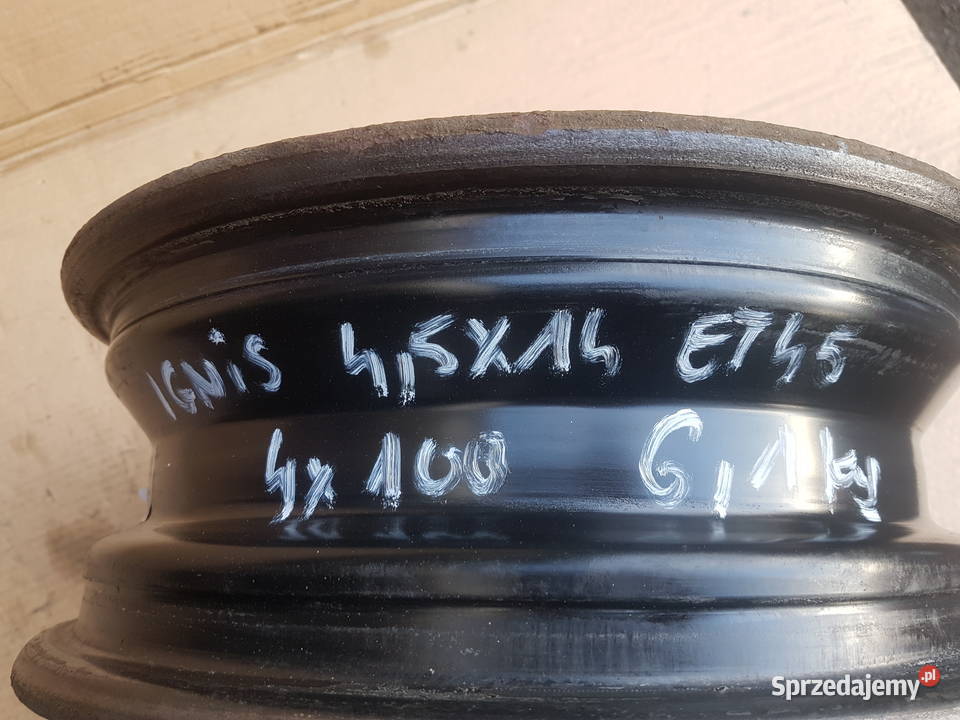 IGNiS 4,5X14 ET45
4x100 6,1kg
Sprzedajemy.pl